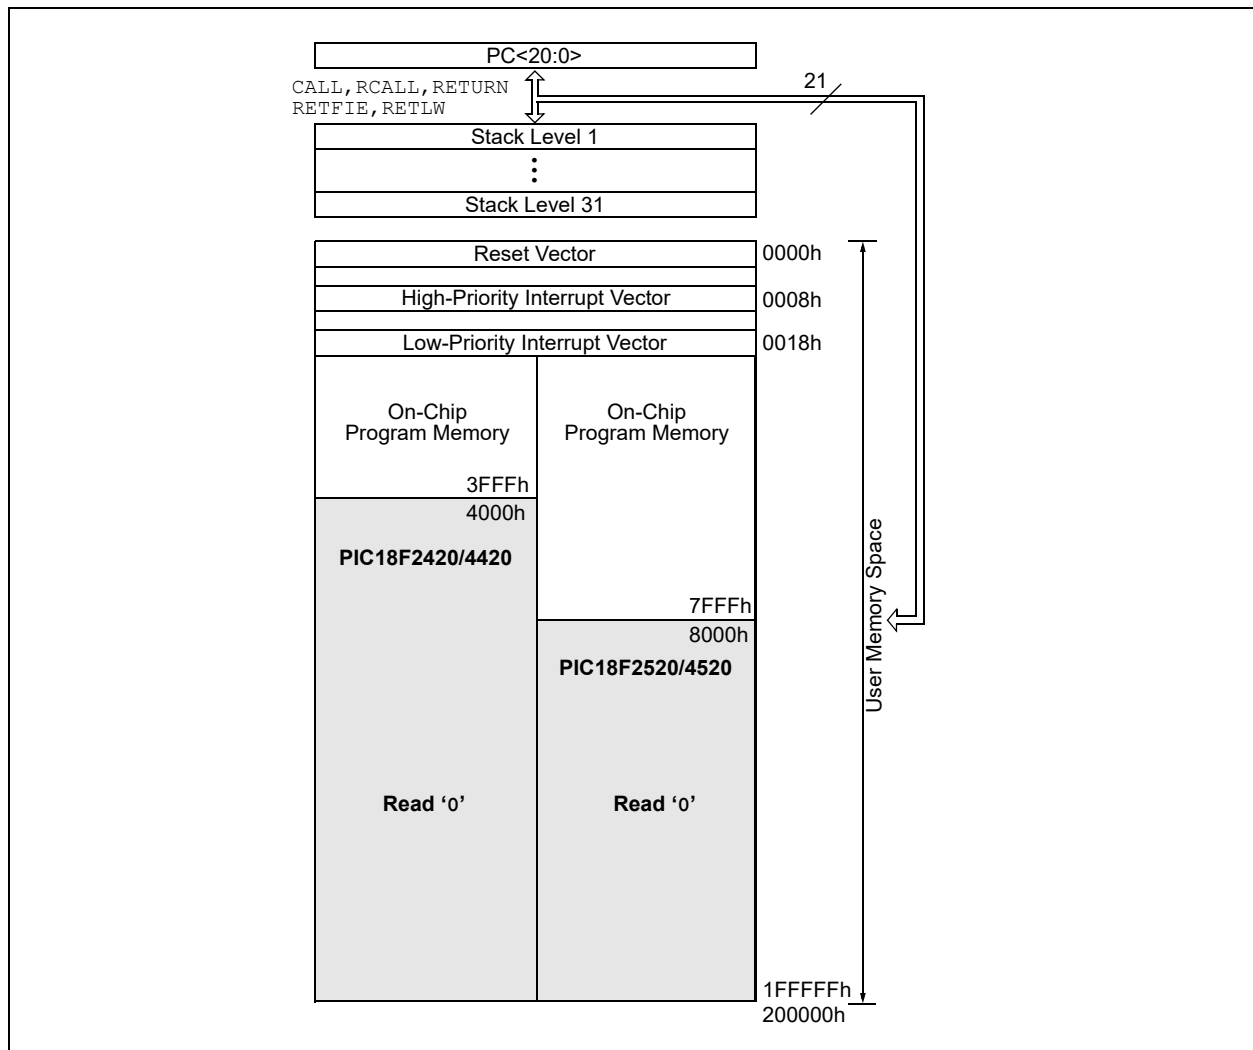 PC<20:0>
CALL,RCALL,RETURN
RETFIE,RETLW
21
Stack Level 1
Stack Level 31
Reset Vector
0000h
High-Priority Interrupt Vector
0008h
Low-Priority Interrupt Vector
0018h
On-Chip
Program Memory
On-Chip
Program Memory
3FFFh
4000h
PIC18F2420/4420
7FFFh
8000h
PIC18F2520/4520
User Memory Space
Read ‘0’
Read ‘0’
1FFFFFh
200000h